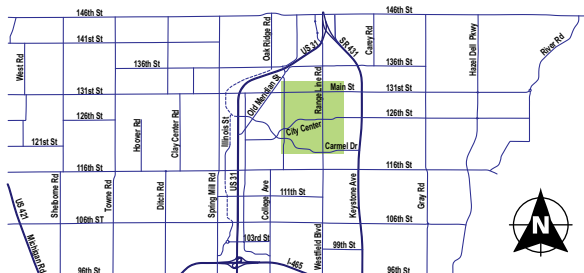 146th St
146th St
141st St
Oak Ridge Rd
US 31
SR 431
Carey Rd
Hazel Dell Pkwy
River Rd
West Rd
136th St
136th St
131st St
Old Meridian St
Range Line Rd
Main St
131st St
126th St
Hoover Rd
Clay Center Rd
Illinois St
City Center
126th St
121st St
Carmel Dr
116th St
116th St
US 421
Shelborne Rd
Towne Rd
Ditch Rd
Spring Mill Rd
US 31
College Ave
111th St
Keystone Ave
Gray Rd
106th ST
106th St
Michigan Rd
103rd St
Westfield Blvd
99th St
I-465
96th St
96th St
N